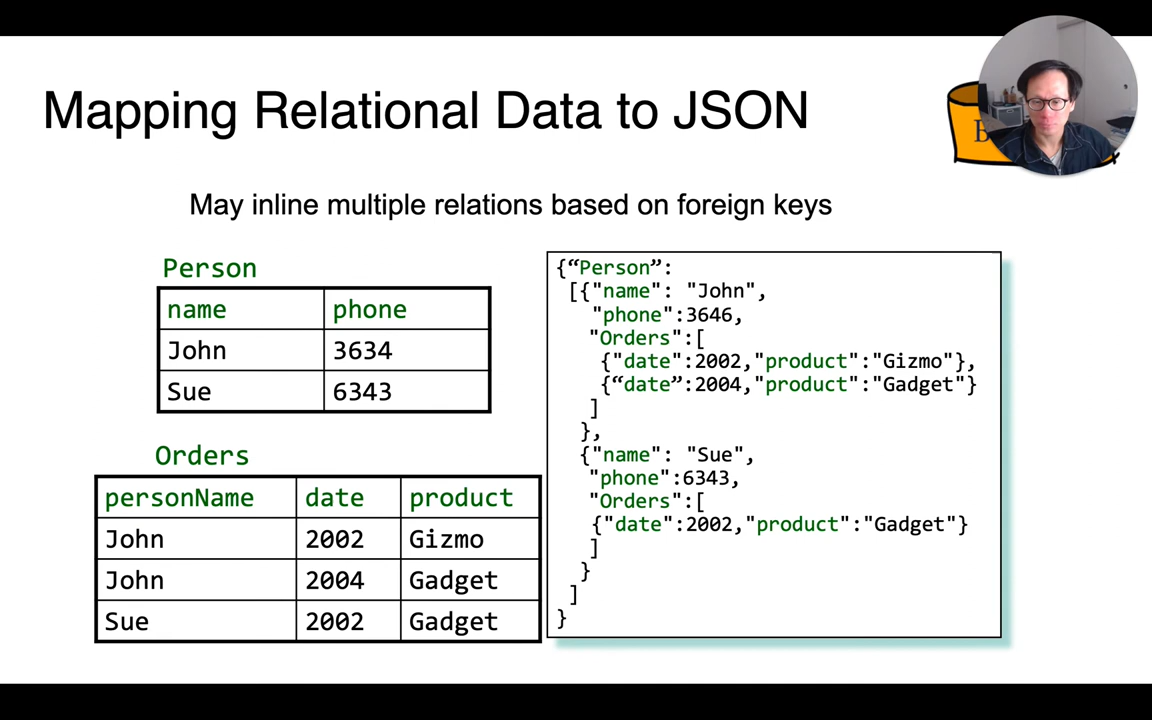 Mapping Relational Data to JSON
May inline multiple relations based on foreign keys
Person
name phone
John 3634
Sue 6343
Orders
personName date product
John 2002 Gizmo
John 2004 Gadget
Sue 2002 Gadget
{“Person”:
[{"name": "John",
"phone":3646,
"Orders":[
{"date":2002,"product":"Gizmo"},
{“date”:2004,"product":"Gadget"}
]
},
{"name": "Sue",
"phone":6343,
"Orders":[
{"date":2002,"product":"Gadget"}
]
}
]
}